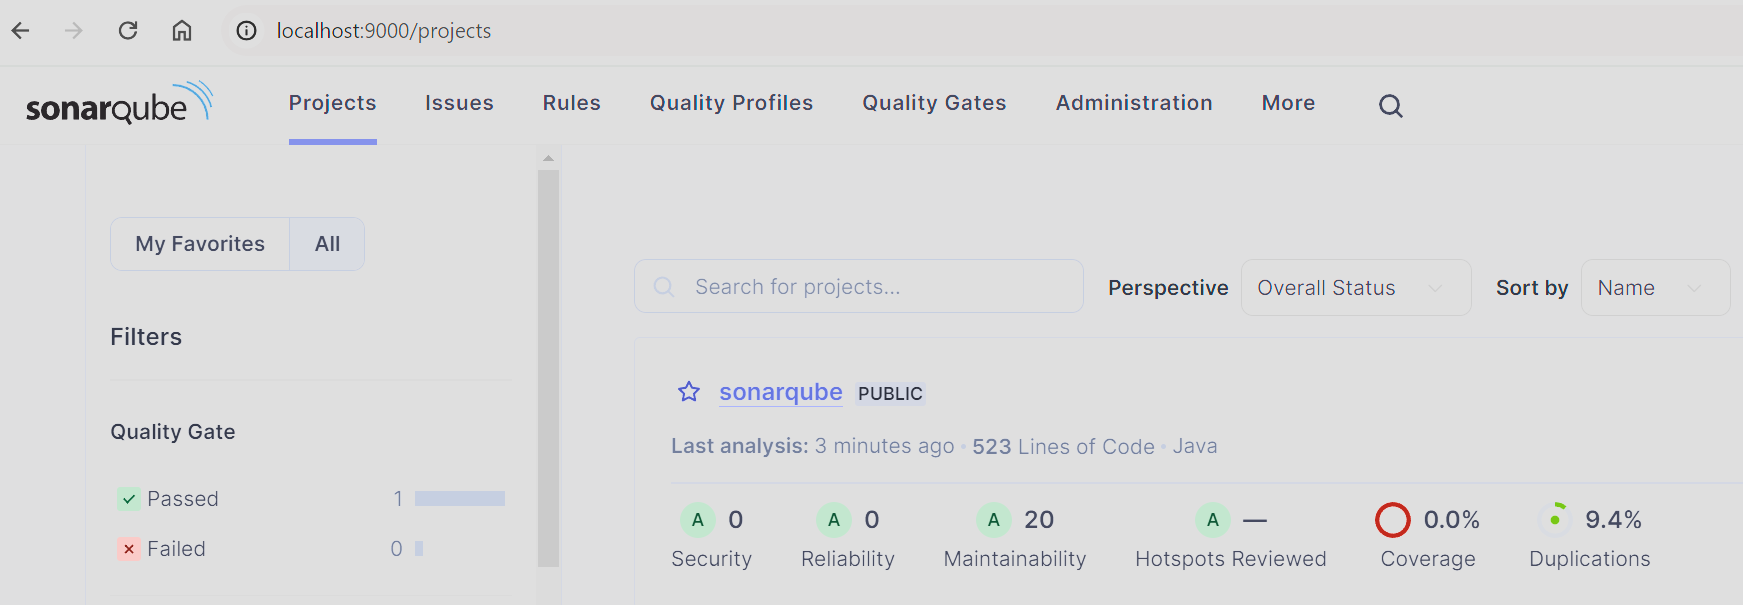 localhost:9000/projects
sonarqube
Projects Issues Rules Quality Profiles Quality Gates Administration More
My Favorites All
Filters
Quality Gate
Passed 1
Failed 0
Search for projects... Perspective Overall Status Sort by Name
sonarqube PUBLIC
Last analysis: 3 minutes ago • 523 Lines of Code • Java
A 0 A 0 A 20 A — 0.0% 9.4%
Security Reliability Maintainability Hotspots Reviewed Coverage Duplications